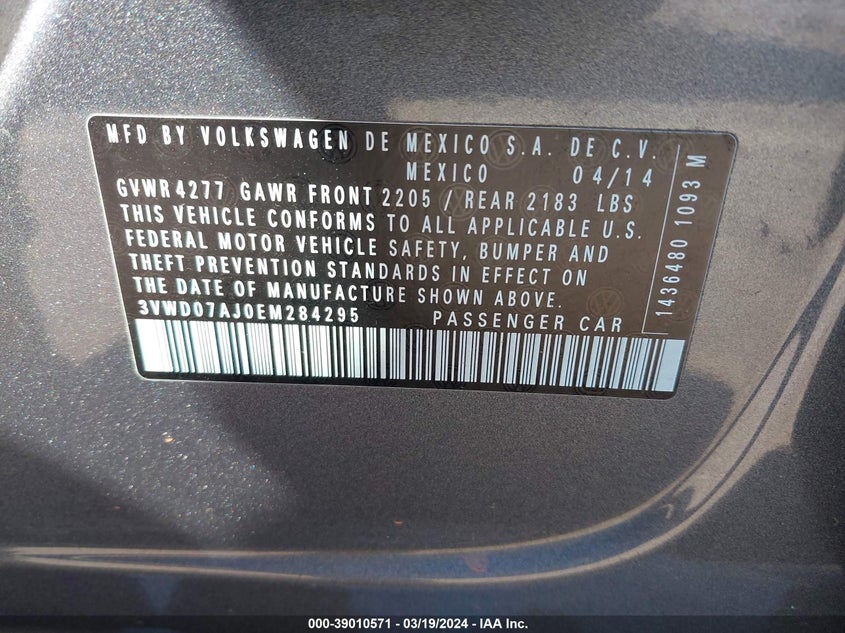 MFD BY VOLKSWAGEN DE MEXICO S.A. DE C.V.
MEXICO 04/14
GVWR 4277 GAWR FRONT 2205 / REAR 2183 LBS
THIS VEHICLE CONFORMS TO ALL APPLICABLE U.S.
FEDERAL MOTOR VEHICLE SAFETY, BUMPER AND
THEFT PREVENTION STANDARDS IN EFFECT ON
THE DATE OF MANUFACTURE SHOWN ABOVE.
3VWD07AJ0EM284295 PASSENGER CAR
1436480 1093 M
000-39010571 — 03/19/2024 — IAA Inc.